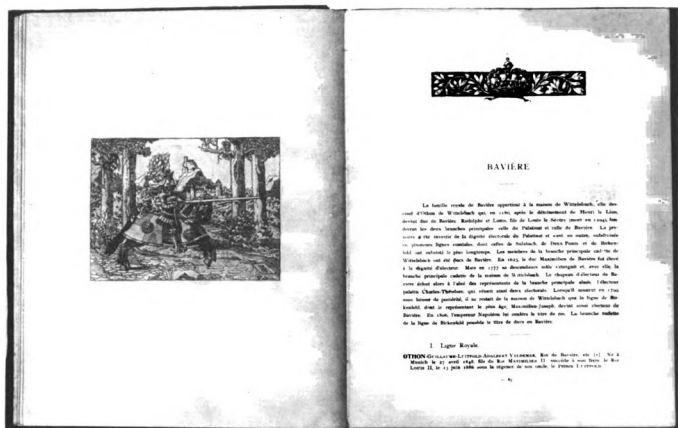 BAVIÈRE
La famille royale de Bavière appartient à la maison de Wittelsbach, elle des-
cend d'Othon de Wittelsbach qui, en 1180, après le détrônement de Henri le Lion,
devint duc de Bavière. Rodolphe et Louis, fils de Louis le Sévère (mort en 1294), fon-
dèrent les deux branches principales celle du Palatinat et celle de Bavière. La pre-
mière a été investie de la dignité électorale du Palatinat et s'est, en outre, subdivisée
en plusieurs lignes comtales, dont celles de Sulzbach, de Deux Ponts et de Birken-
feld ont subsisté le plus longtemps. Les membres de la branche principale cadette de
Wittelsbach ont été ducs de Bavière. En 1623, le duc Maximilien de Bavière fut élevé
à la dignité d'électeur. Mais en 1777 sa descendance mâle s'éteignit et, avec elle, la
branche principale cadette de la maison de Wittelsbach. Le chapeau d'électeur de Ba-
vière échut alors à l'aîné des représentants de la branche principale aînée, l'électeur
palatin Charles-Théodore, qui réunit ainsi deux électorats. Lorsqu'il mourut en 1799
sans laisser de postérité, il ne restait de la maison de Wittelsbach que la ligne de Bir-
kenfeld, dont le représentant le plus âgé, Maximilien-Joseph, devint ainsi électeur de
Bavière. En 1806, l'empereur Napoléon lui conféra le titre de roi. La branche cadette
de la ligne de Birkenfeld possède le titre de ducs en Bavière.
I. Ligne Royale.
OTHON-GUILLAUME-LUITPOLD-ADALBERT-VALDEMAR, Roi de Bavière, etc. Né à
Munich le 27 avril 1848, fils du Roi MAXIMILIEN II succède à son frère le Roi
LOUIS II, le 13 juin 1886 sous la régence de son oncle, le Prince LUITPOLD